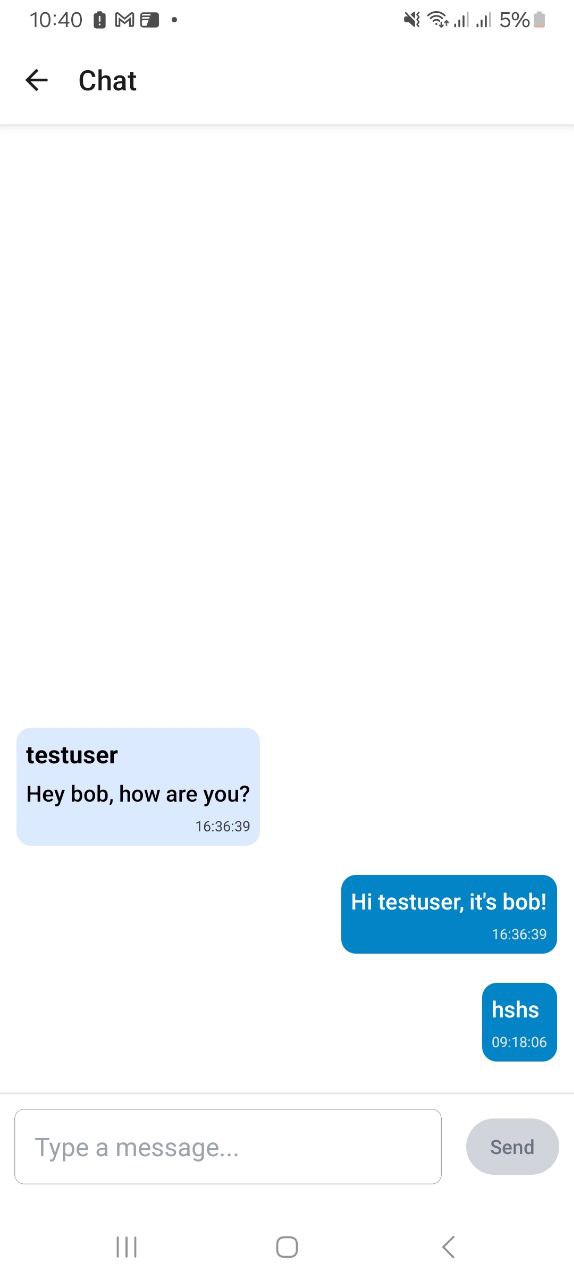 10:40
5%
Chat
testuser
Hey bob, how are you?
16:36:39
Hi testuser, it's bob!
16:36:39
hshs
09:18:06
Type a message...
Send